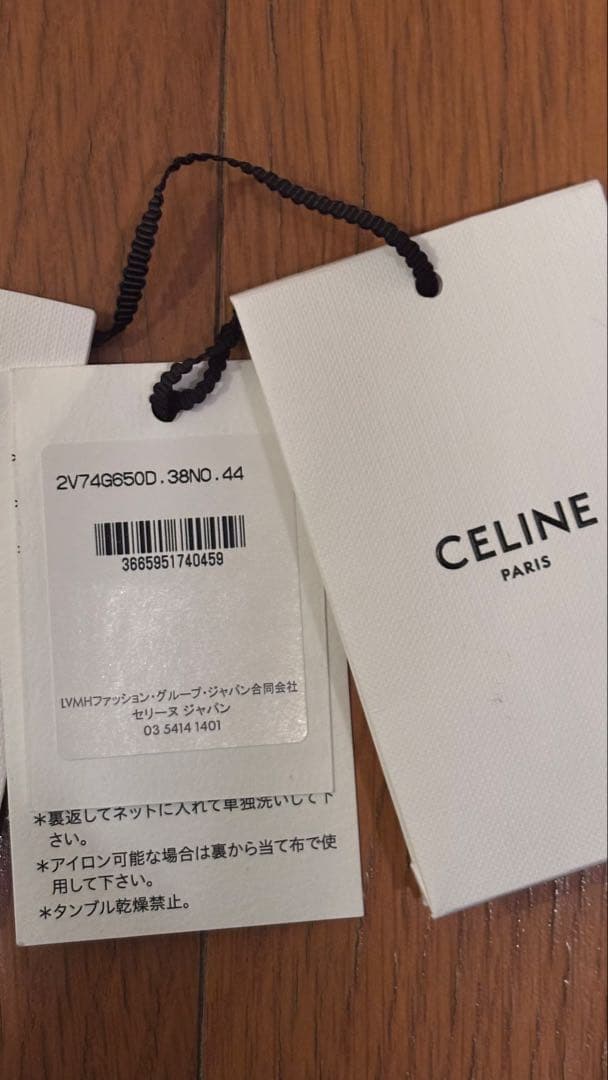 2V74G650D.38NO.44
3665951740459
LVMHファッション・グループ・ジャパン合同会社
セリーヌ ジャパン
03 5414 1401
＊裏返してネットに入れて単独洗いして下
さい。
＊アイロン可能な場合は裏から当て布で使
用して下さい。
＊タンブル乾燥禁止。
CELINE
PARIS